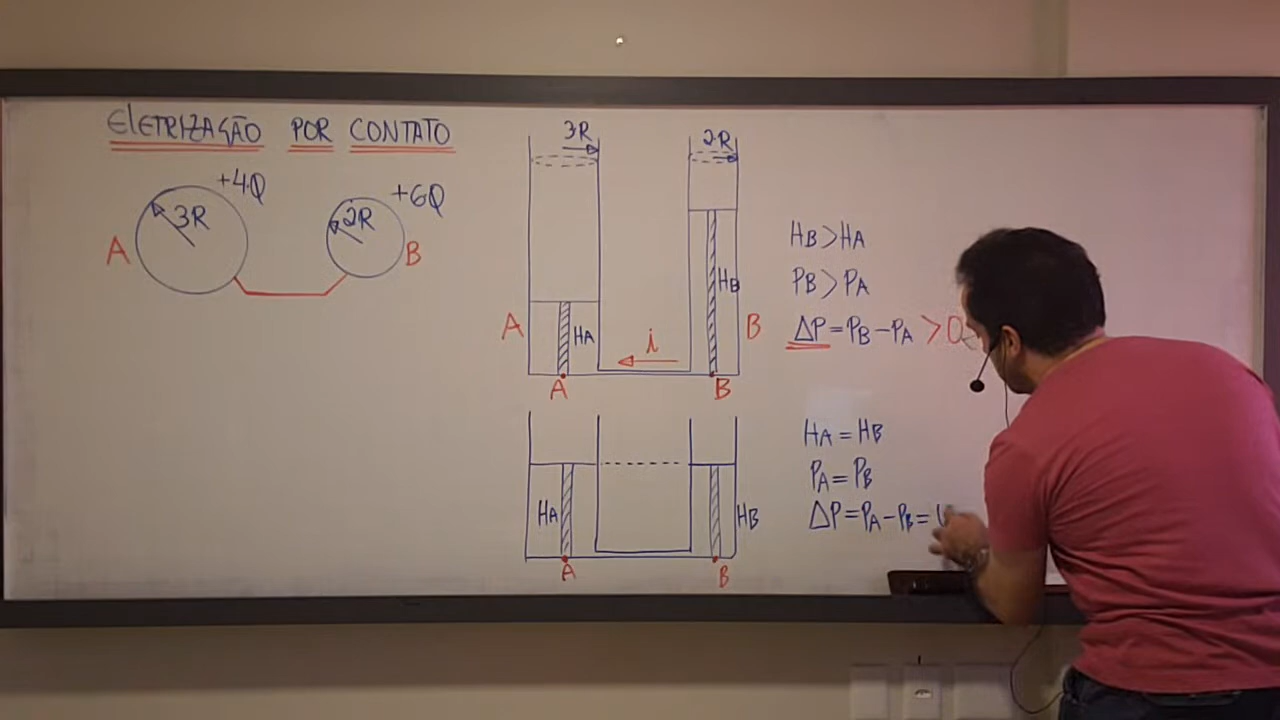 ElETRIZAÇÃO POR CONTATO
+4Q
+6Q
3R
2R
A
B
3R
2R
HB
HA
A
B
i
A
B
HB>HA
PB>PA
ΔP=PB-PA>0
HA
HB
A
B
HA=HB
PA=PB
ΔP=PA-PB=